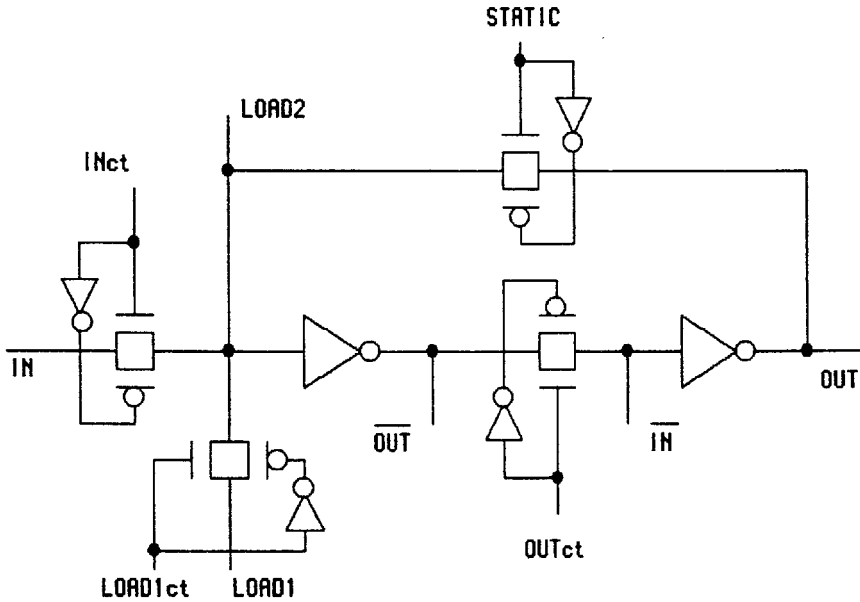 STATIC
LOAD2
INct
IN
OUT
OUT
IN
OUTct
LOAD1ct
LOAD1